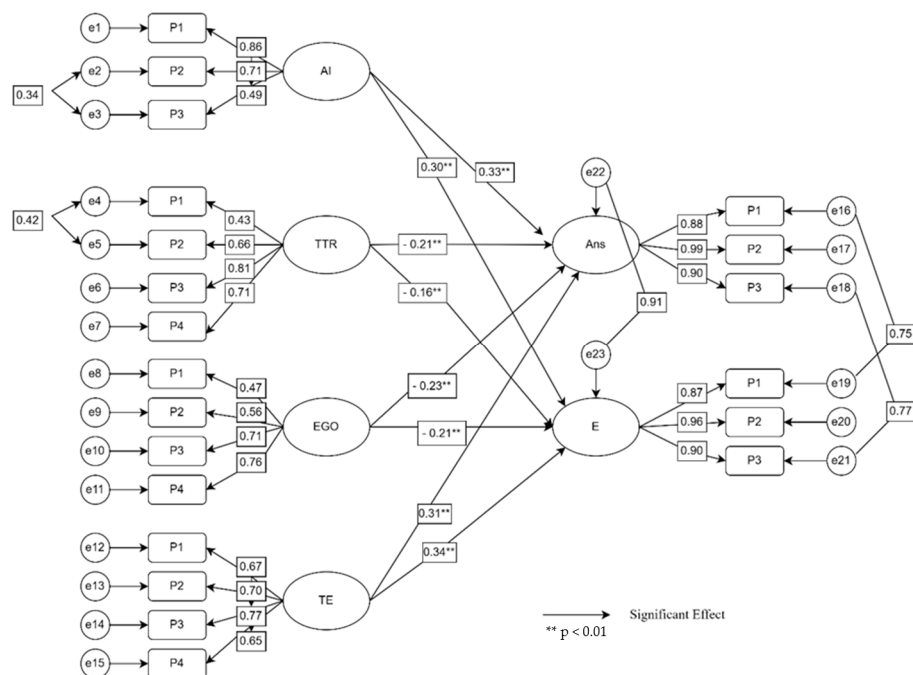 e1
P1
0.86
AI
e2
P2
0.71
0.34
e3
P3
0.49
0.30**
0.33**
e22
e4
P1
0.43
0.42
e5
P2
0.66
TTR
- 0.21**
Ans
0.88
P1
e16
0.99
P2
e17
0.90
P3
e18
e6
P3
0.81
0.71
- 0.16**
e7
P4
0.91
0.75
e23
e8
P1
0.47
- 0.23**
0.87
P1
e19
e9
P2
0.56
0.77
EGO
- 0.21**
E
0.96
P2
e20
e10
P3
0.71
0.90
P3
e21
e11
P4
0.76
0.31**
e12
P1
0.67
0.34**
e13
P2
0.70
TE
e14
P3
0.77
Significant Effect
** p < 0.01
0.65
e15
P4